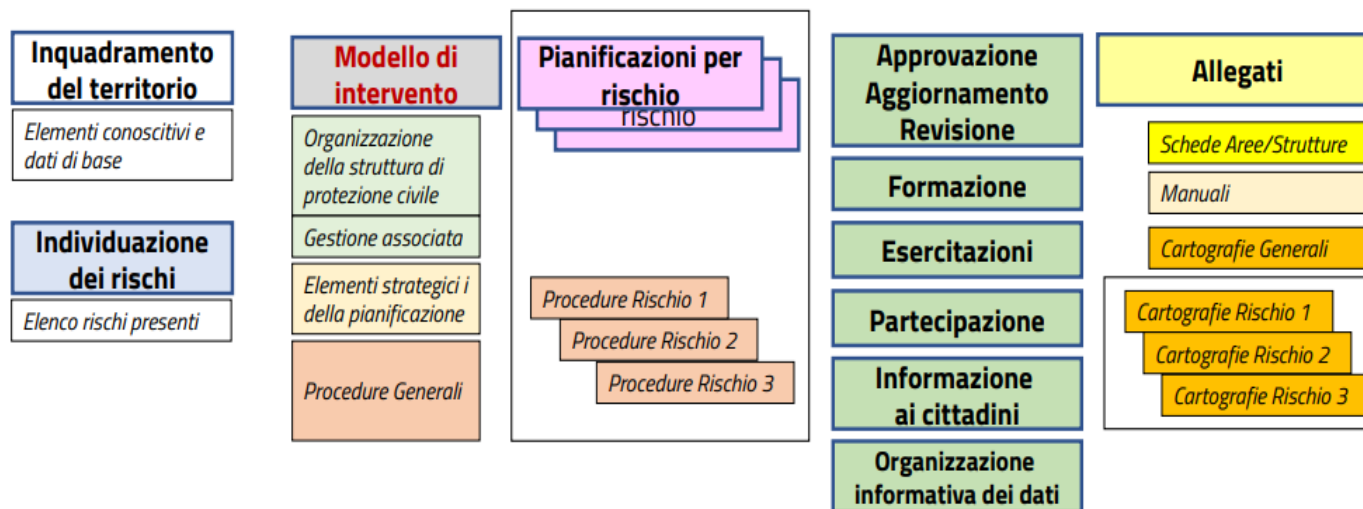 Inquadramento
del territorio
Elementi conoscitivi e
dati di base
Individuazione
dei rischi
Elenco rischi presenti
Modello di
intervento
Organizzazione
della struttura di
protezione civile
Gestione associata
Elementi strategici i
della pianificazione
Procedure Generali
Pianificazioni per
rischio
rischio
Procedure Rischio 1
Procedure Rischio 2
Procedure Rischio 3
Approvazione
Aggiornamento
Revisione
Formazione
Esercitazioni
Partecipazione
Informazione
ai cittadini
Organizzazione
informativa dei dati
Allegati
Schede Aree/Strutture
Manuali
Cartografie Generali
Cartografie Rischio 1
Cartografie Rischio 2
Cartografie Rischio 3